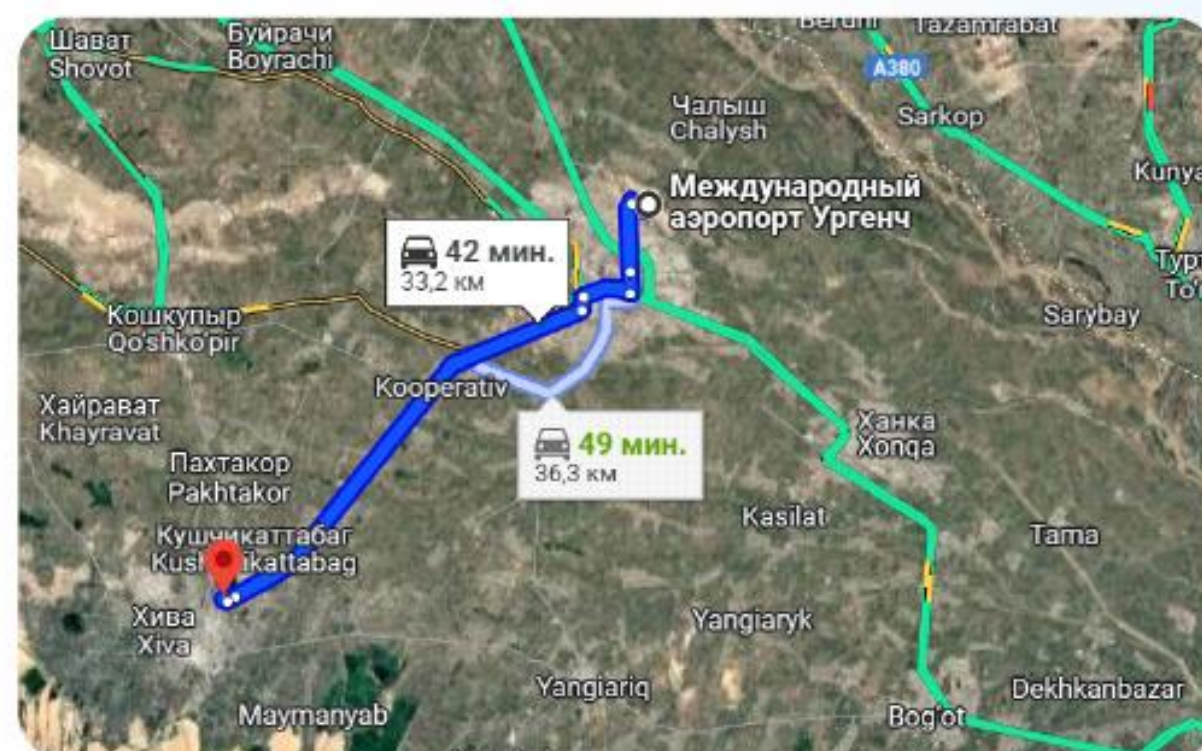 Шават
Shovot
Буйрачи
Boyrachi
Beruni
Tazamrabat
A380
Чалыш
Chalysh
Sarkop
Международный
аэропорт Ургенч
42 мин.
33,2 км
Кошкупыр
Qo'shko'pir
Sarybay
Kooperativ
Хайрават
Khayravat
49 мин.
36,3 км
Ханка
Xonqa
Пахтакор
Pakhtakor
Kasilat
Кушчикаттабаг
Tama
Хива
Xiva
Yangiaryk
Yangiariq
Dekhkanbazar
Maymanyab
Bog'ot